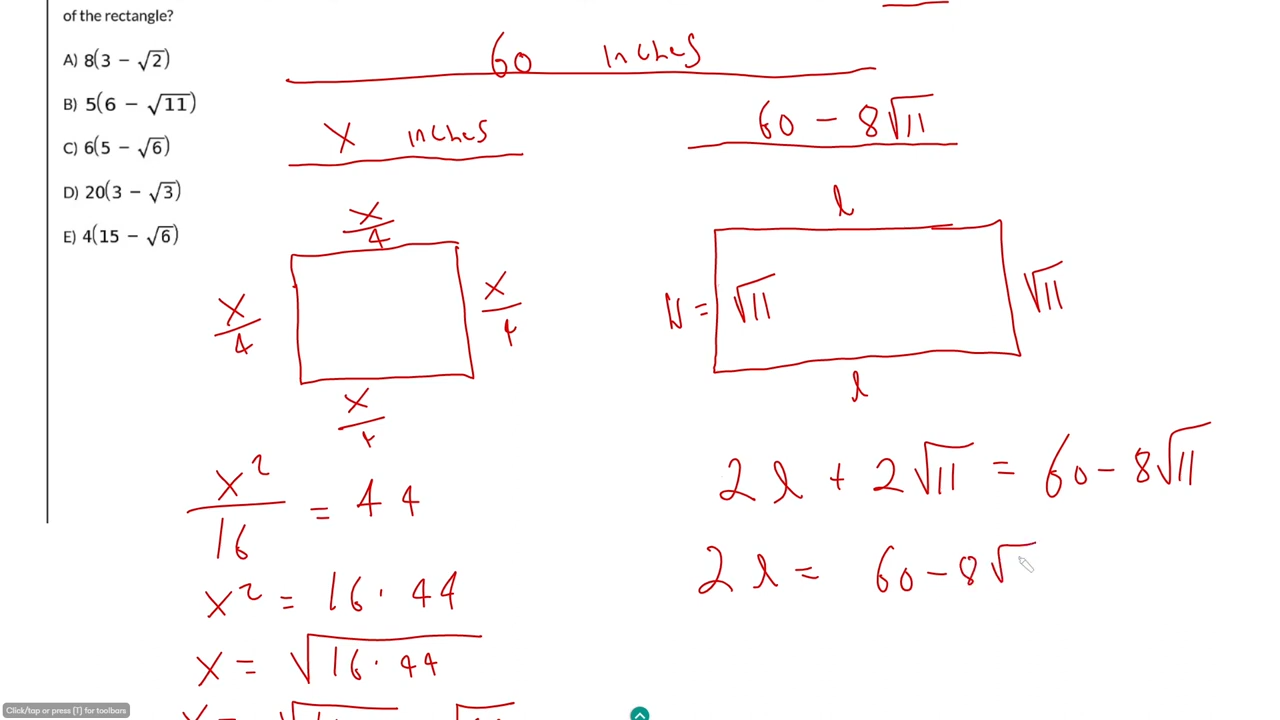 of the rectangle?
A) 8(3 − √2)
B) 5(6 − √11)
C) 6(5 − √6)
D) 20(3 − √3)
E) 4(15 − √6)
60 inches
x inches
60 − 8√11
x/4
x/4
x/4
x/4
l
W = √11
√11
l
x²/16 = 44
x² = 16 · 44
x = √16 · 44
2l + 2√11 = 60 − 8√11
2l = 60 − 8√
Click/tap or press [T] for toolbars